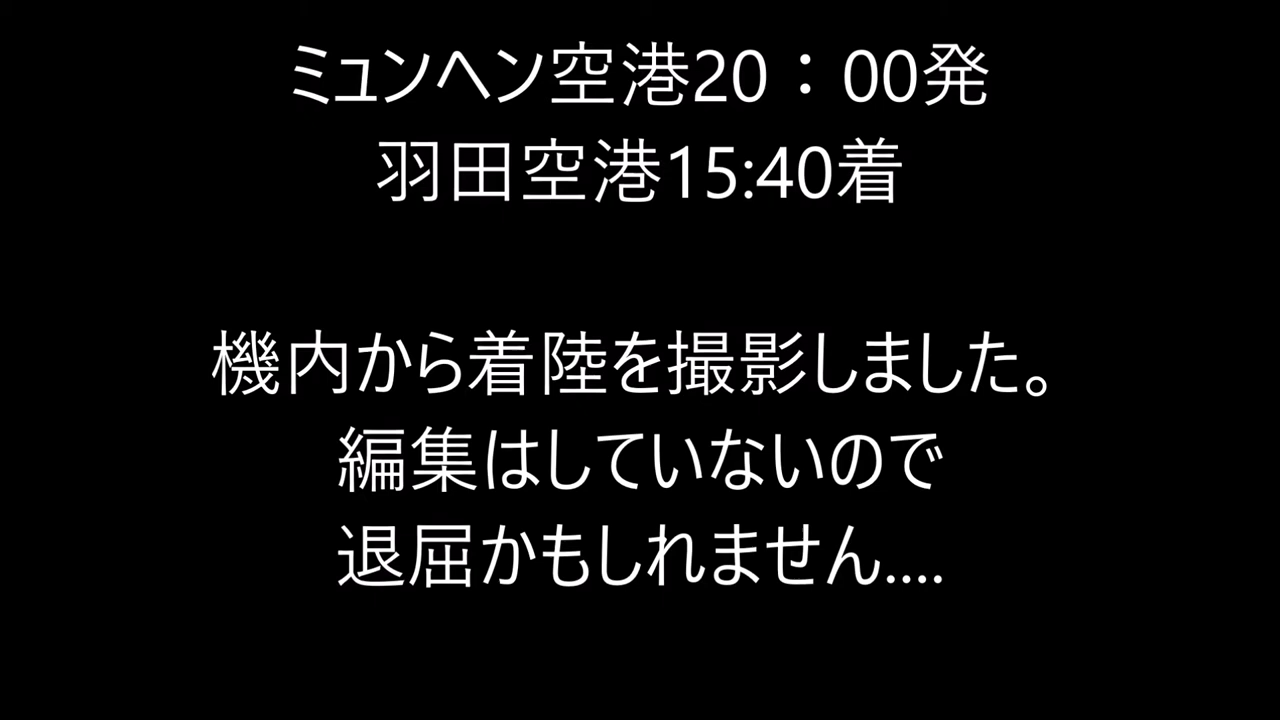 ミュンヘン空港20：00発
羽田空港15:40着
機内から着陸を撮影しました。
編集はしていないので
退屈かもしれません....